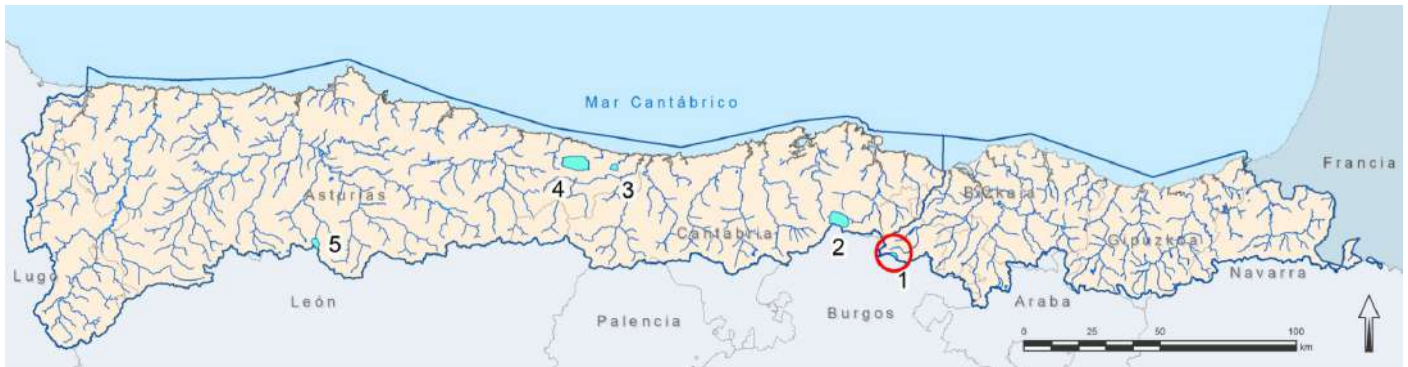 Mar Cantábrico
Francia
4
3
Asturias
Bizkaia
Cantabria
Gipuzkoa
5
2
1
Lugo
Navarra
León
Araba
Burgos
Palencia
0 25 50 100
km